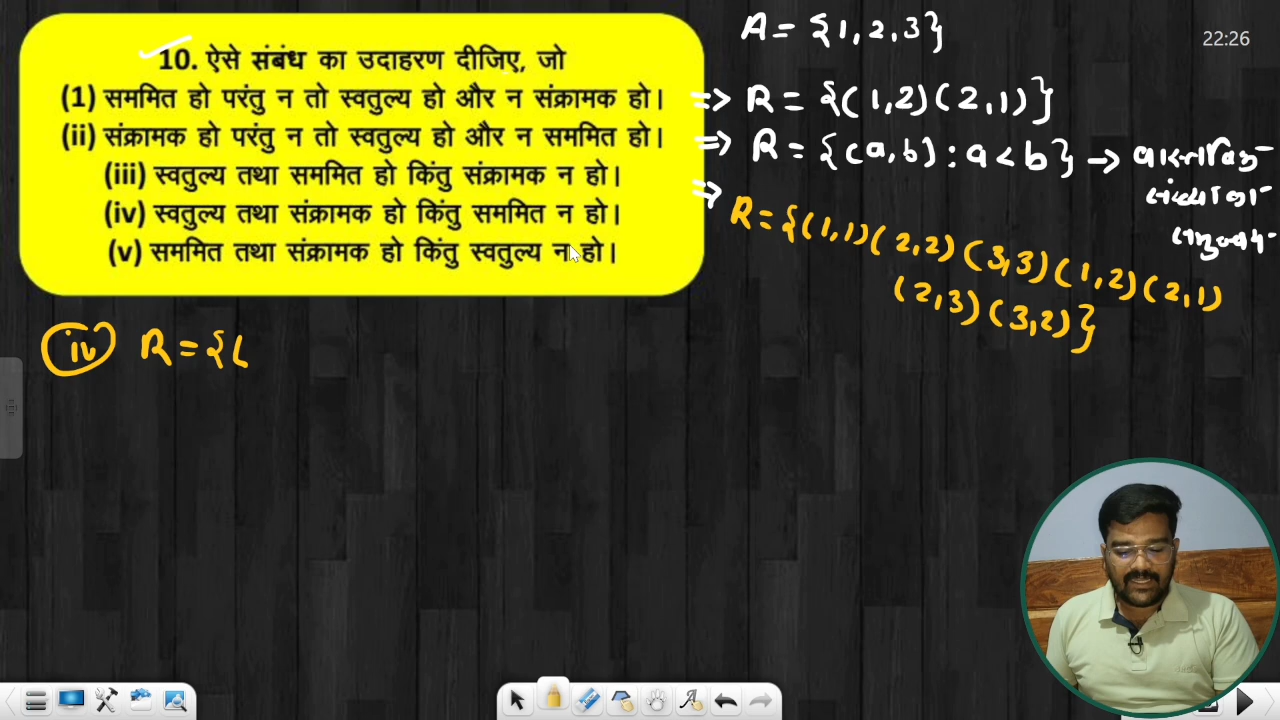 10. ऐसे संबंध का उदाहरण दीजिए, जो
(1) सममित हो परंतु न तो स्वतुल्य हो और न संक्रामक हो।
(ii) संक्रामक हो परंतु न तो स्वतुल्य हो और न सममित हो।
(iii) स्वतुल्य तथा सममित हो किंतु संक्रामक न हो।
(iv) स्वतुल्य तथा संक्रामक हो किंतु सममित न हो।
(v) सममित तथा संक्रामक हो किंतु स्वतुल्य न हो।
A = {1,2,3}
22:26
=> R = {(1,2)(2,1)}
=> R = {(a,b) : a < b} → वास्तविक
=>
R = {(1,1)(2,2)(3,3)(1,2)(2,1)
(2,3)(3,2)}
iv R = {(